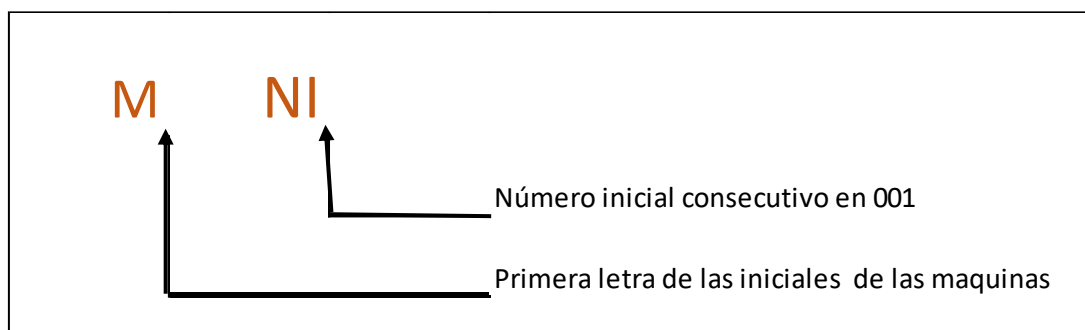 M NI
Número inicial consecutivo en 001
Primera letra de las iniciales de las maquinas